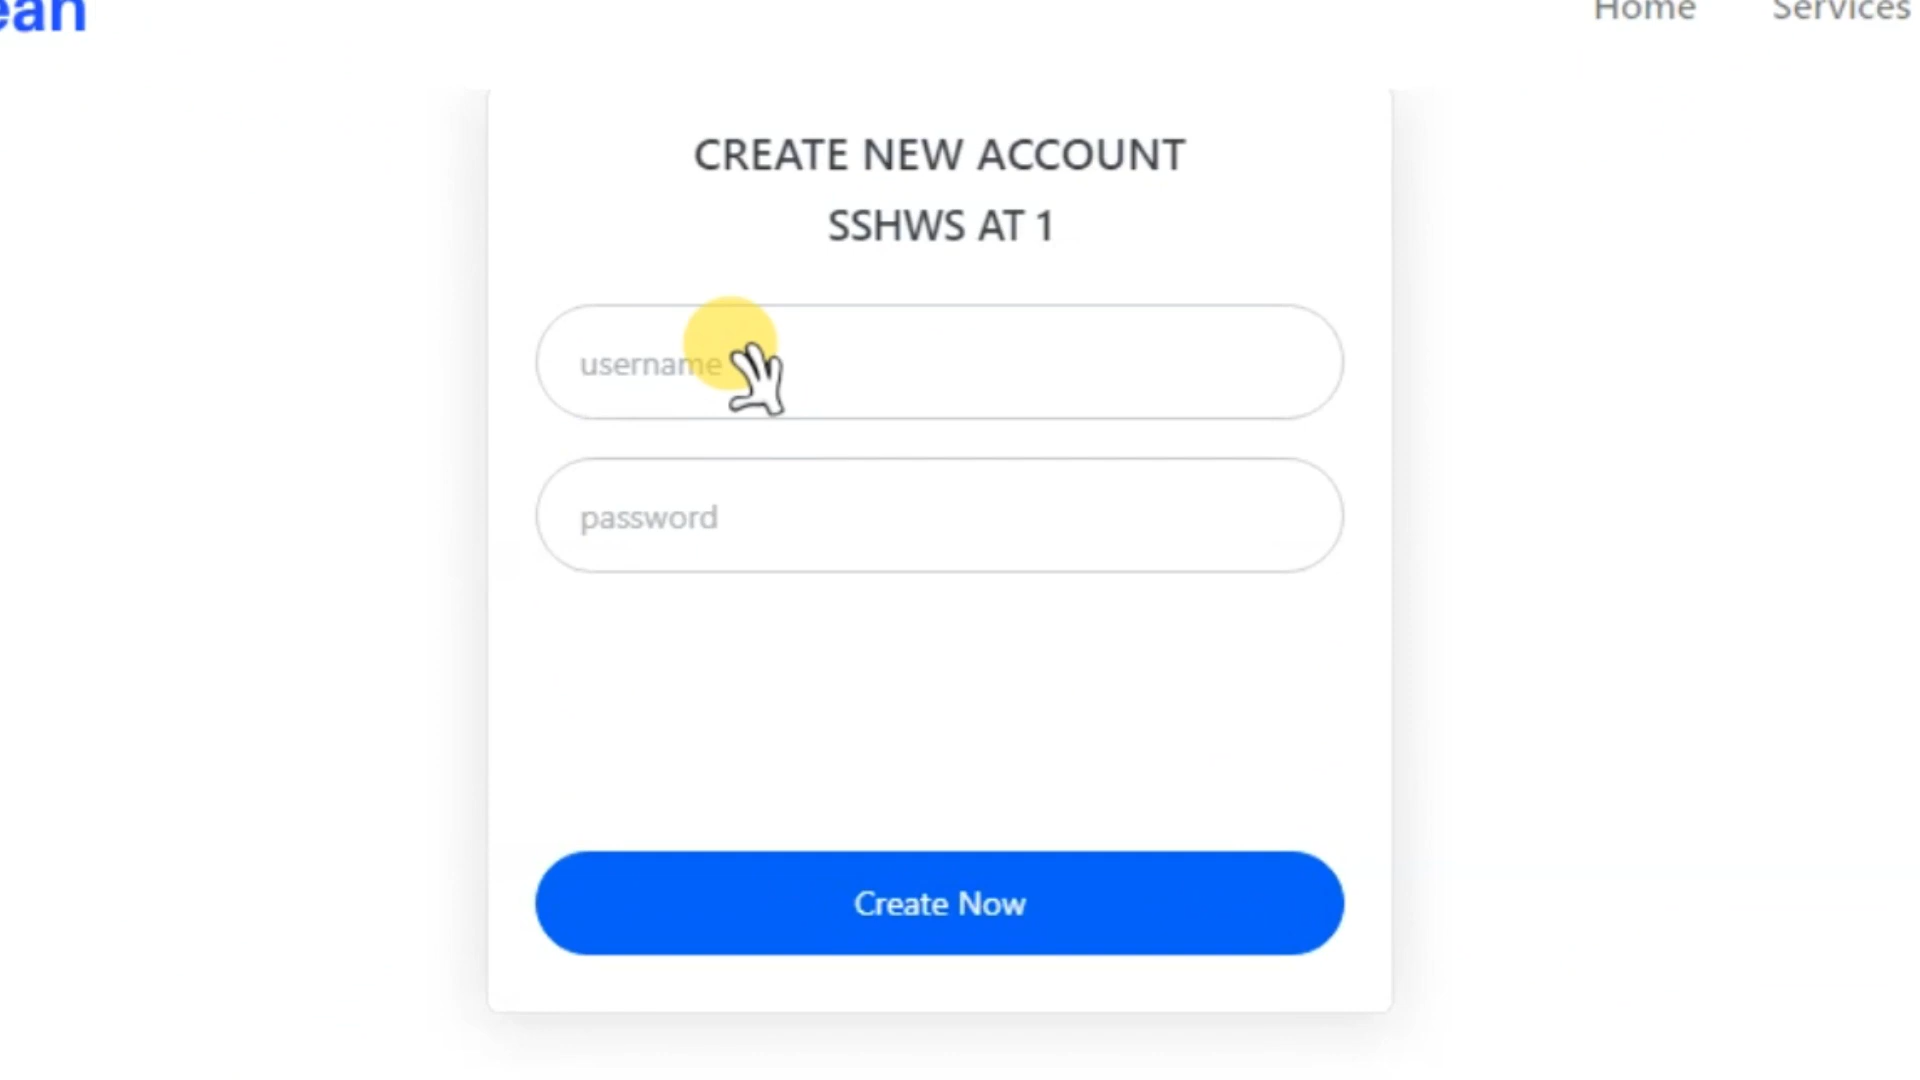 ean
Home Services
CREATE NEW ACCOUNT
SSHWS AT 1
username
password
Create Now